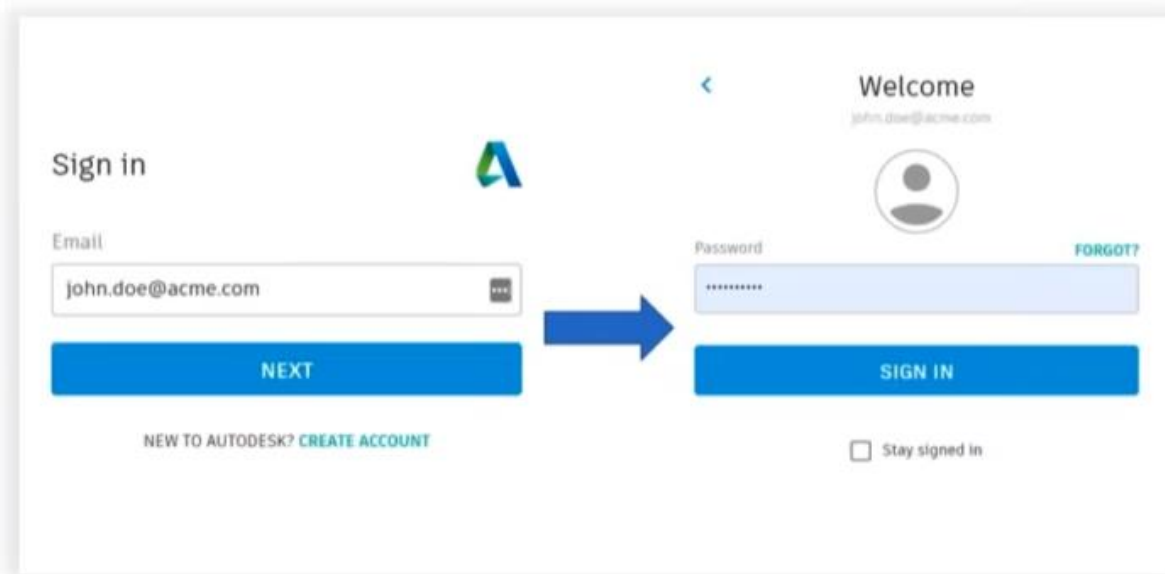 Sign in
Email
john.doe@acme.com
NEXT
NEW TO AUTODESK? CREATE ACCOUNT
Welcome
john.doe@acme.com
Password
FORGOT?
••••••••••
SIGN IN
Stay signed in